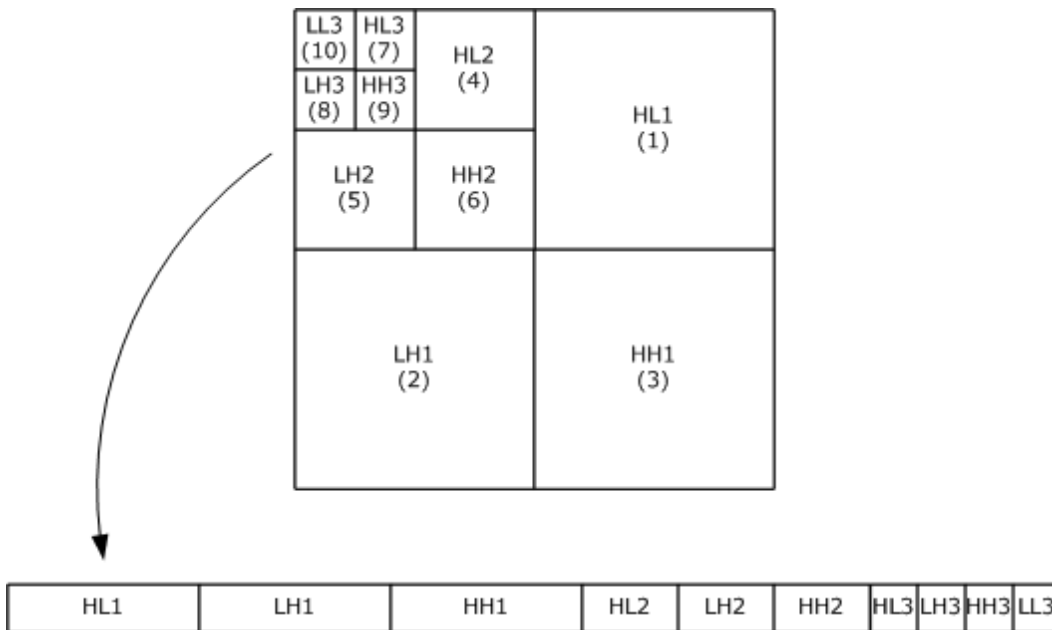 LL3
(10)
HL3
(7)
HL2
(4)
HL1
(1)
LH3
(8)
HH3
(9)
LH2
(5)
HH2
(6)
LH1
(2)
HH1
(3)
HL1 LH1 HH1 HL2 LH2 HH2 HL3 LH3 HH3 LL3